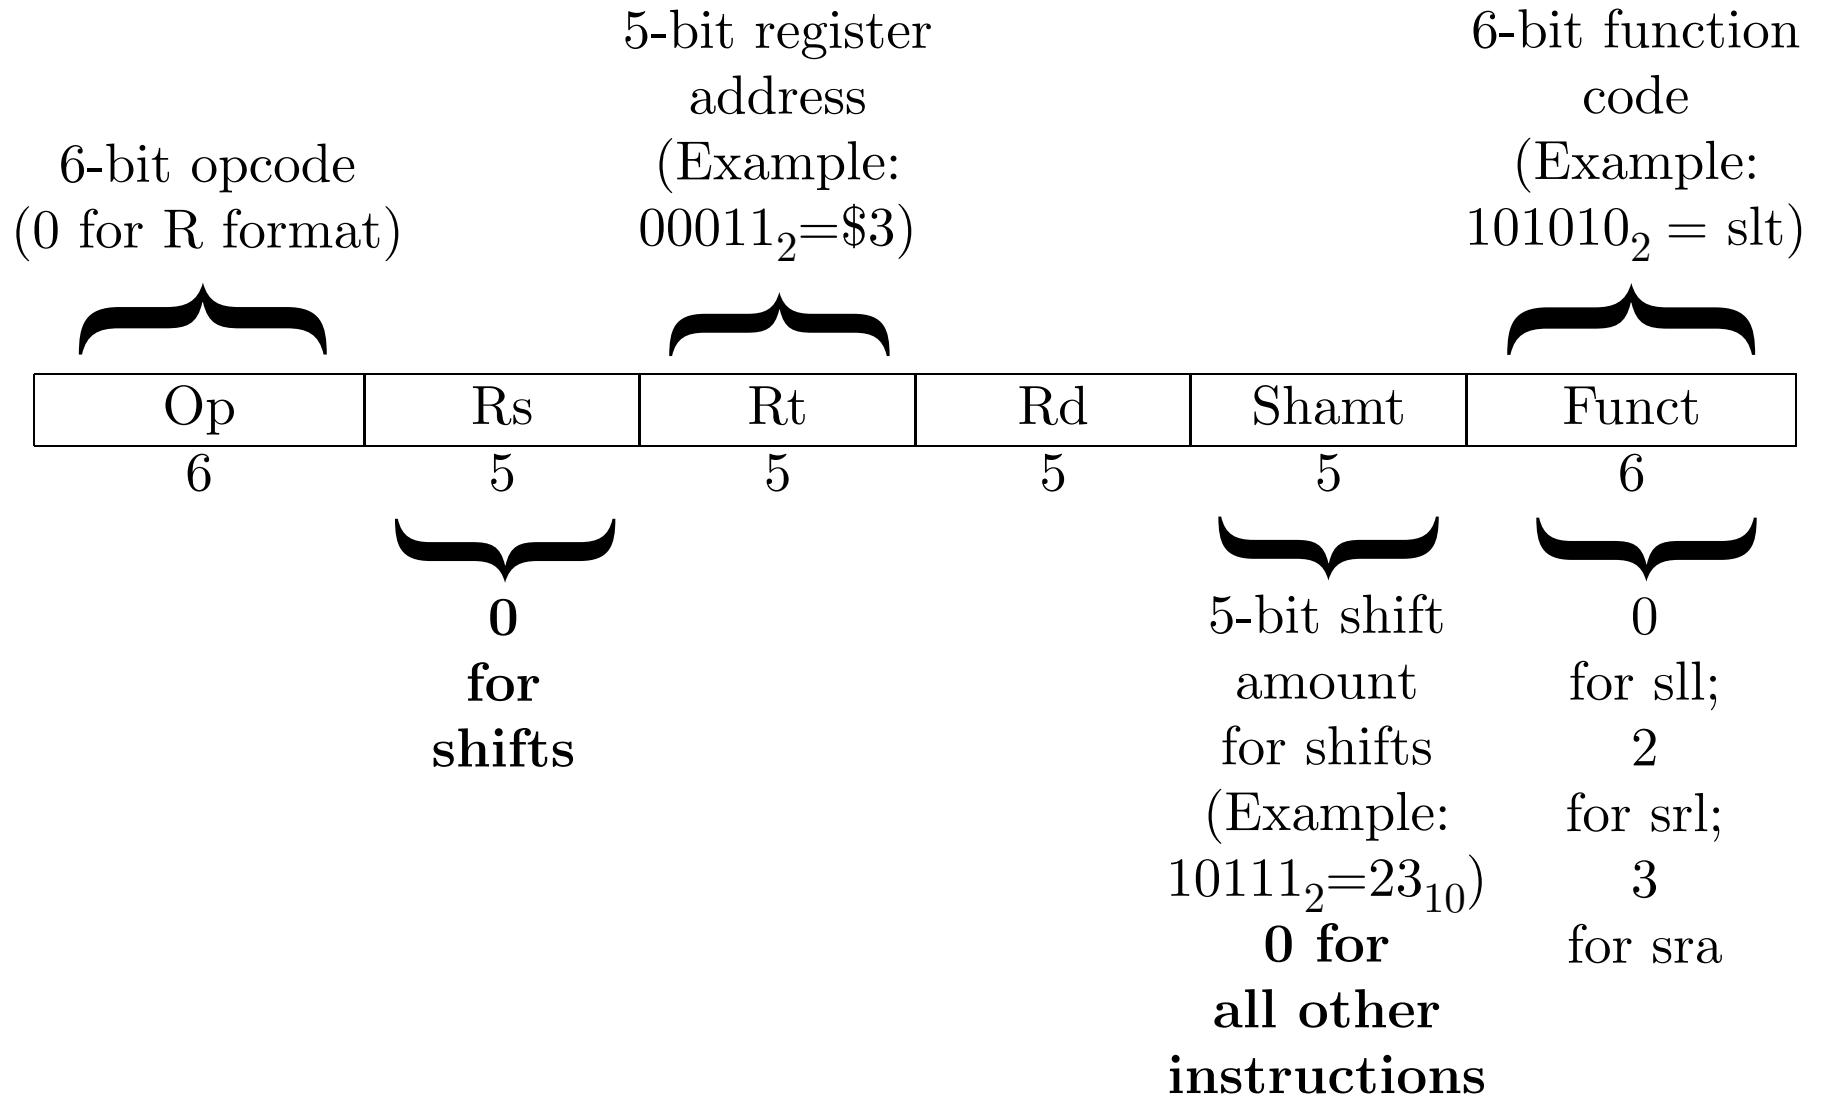 6-bit opcode
(0 for R format)
5-bit register
address
(Example:
00011₂=$3)
6-bit function
code
(Example:
101010₂ = slt)
Op Rs Rt Rd Shamt Funct
6 5 5 5 5 6
0
for
shifts
5-bit shift
amount
for shifts
(Example:
10111₂=23₁₀)
0 for
all other
instructions
0
for sll;
2
for srl;
3
for sra